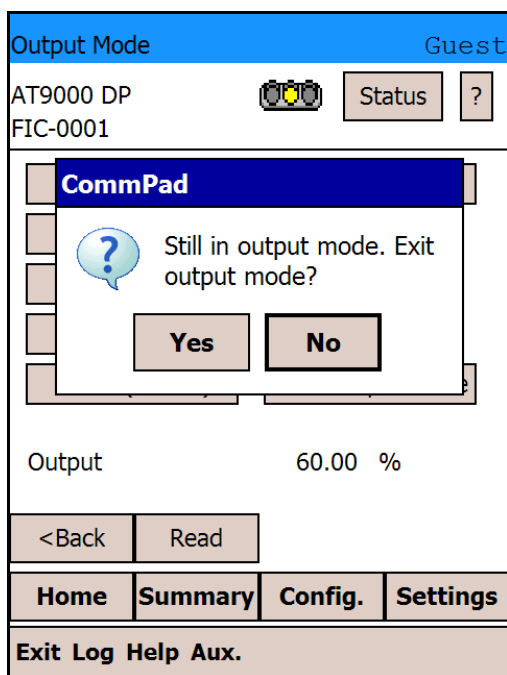 Output Mode Guest
AT9000 DP
FIC-0001
Status ?
CommPad
?
Still in output mode. Exit
output mode?
Yes No
Output 60.00 %
<Back Read
Home Summary Config. Settings
Exit Log Help Aux.